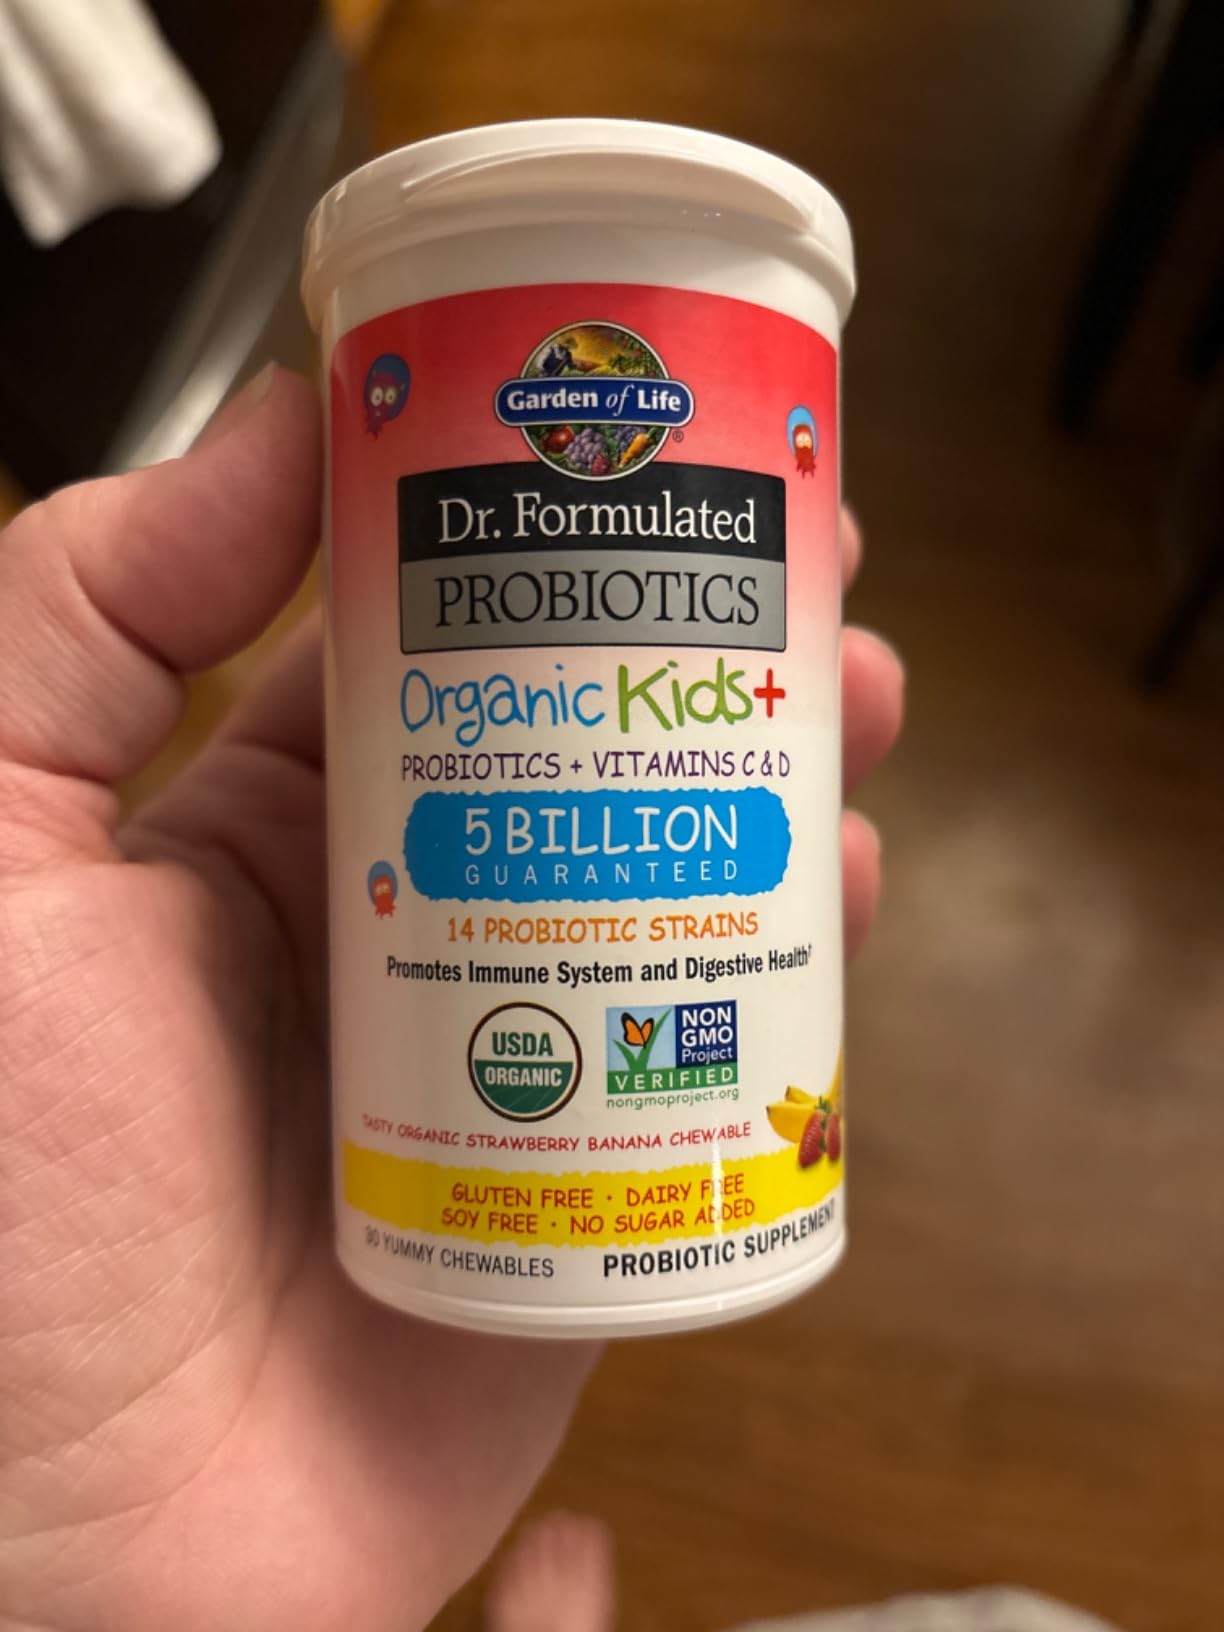 Garden of Life®
Dr. Formulated
PROBIOTICS
Organic Kids+
PROBIOTICS + VITAMINS C & D
5 BILLION
GUARANTEED
14 PROBIOTIC STRAINS
Promotes Immune System and Digestive Health†
USDA
ORGANIC
NON
GMO
Project
VERIFIED
nongmoproject.org
TASTY ORGANIC STRAWBERRY BANANA CHEWABLE
GLUTEN FREE • DAIRY FREE
SOY FREE • NO SUGAR ADDED
30 YUMMY CHEWABLES PROBIOTIC SUPPLEMENT